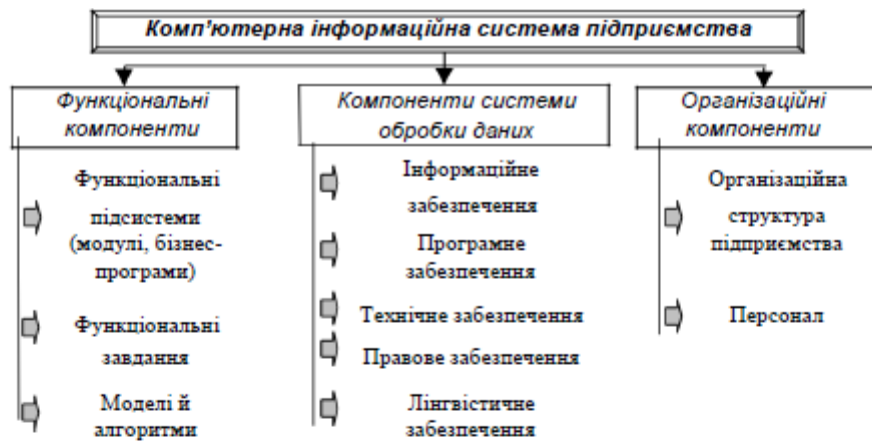 Комп’ютерна інформаційна система підприємства
Функціональні
компоненти
Функціональні
підсистеми
(модулі, бізнес-
програми)
Функціональні
завдання
Моделі й
алгоритми
Компоненти системи
обробки даних
Інформаційне
забезпечення
Програмне
забезпечення
Технічне забезпечення
Правове забезпечення
Лінгвістичне
забезпечення
Організаційні
компоненти
Організаційна
структура
підприємства
Персонал